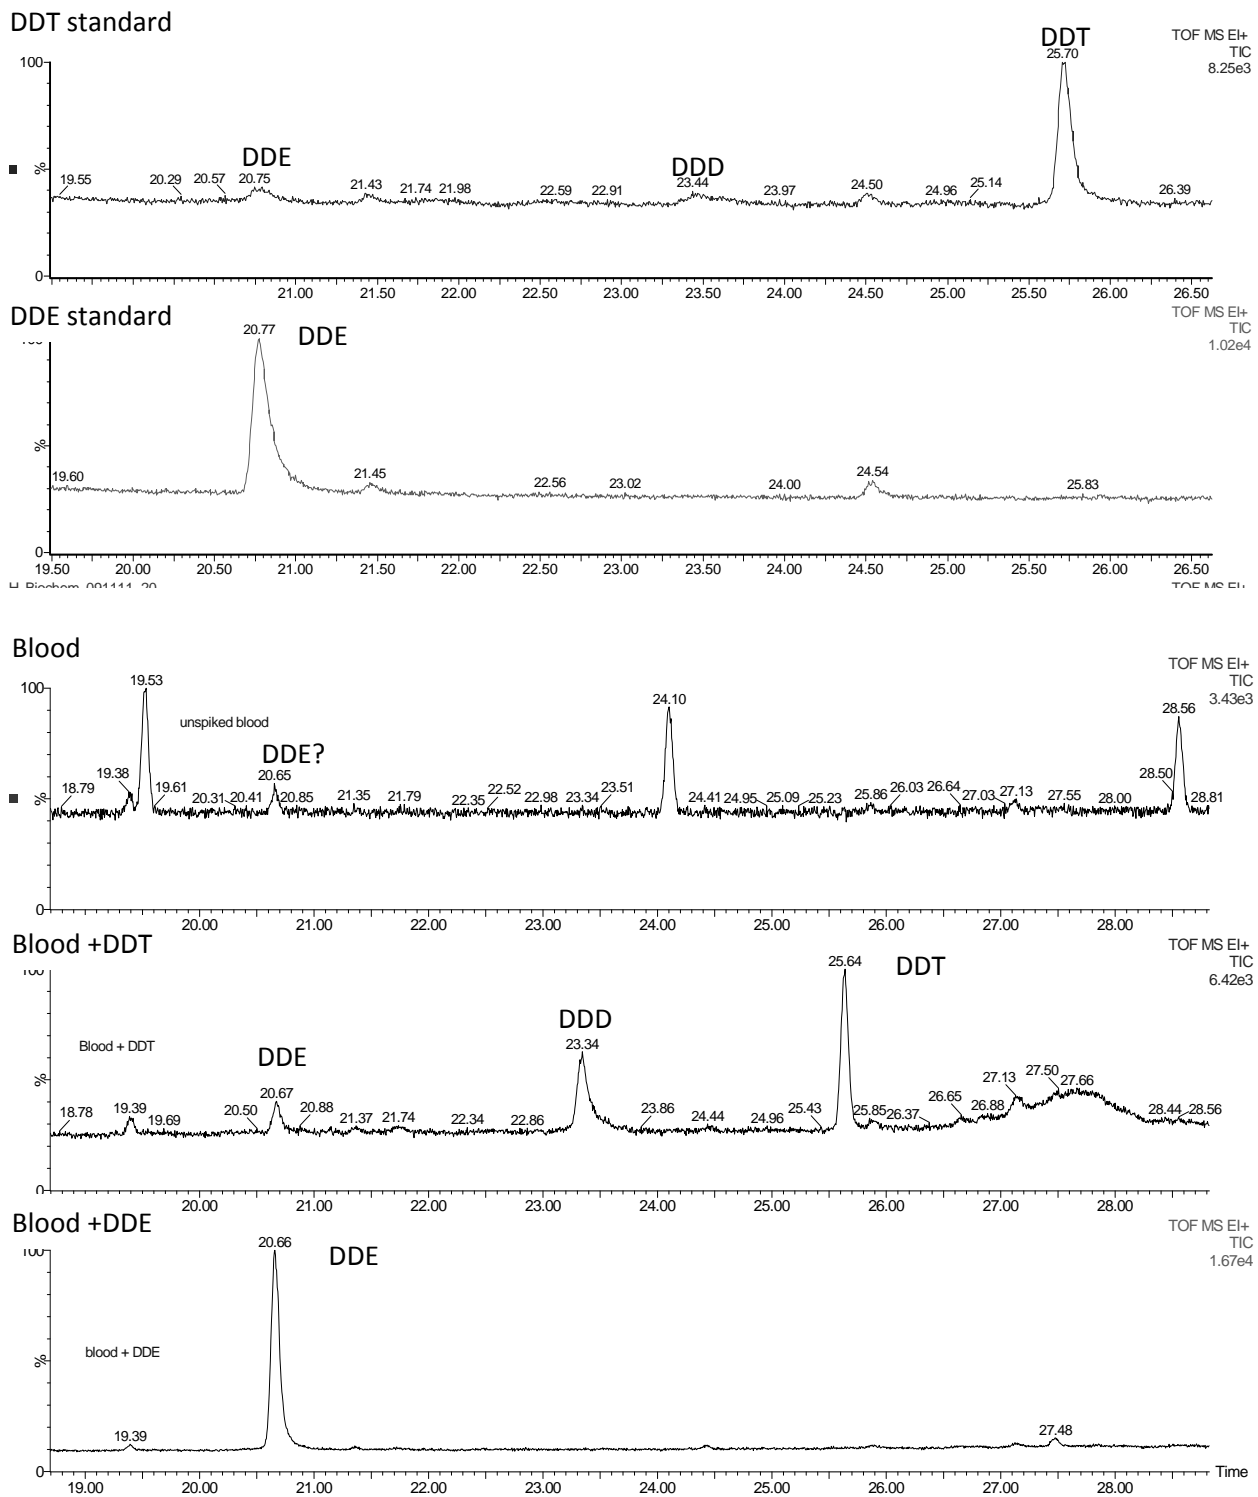 DDT standard
DDT
TOF MS EI+
TIC
8.25e3
100
%
0
25.70
DDE
DDD
19.55 20.29 20.57 20.75 21.43 21.74 21.98 22.59 22.91 23.44 23.97 24.50 24.96 25.14 26.39
21.00 21.50 22.00 22.50 23.00 23.50 24.00 24.50 25.00 25.50 26.00 26.50
DDE standard
DDE
TOF MS EI+
TIC
1.02e4
%
0
20.77
19.60 21.45 22.56 23.02 24.00 24.54 25.83
19.50 20.00 20.50 21.00 21.50 22.00 22.50 23.00 23.50 24.00 24.50 25.00 25.50 26.00 26.50
Blood
TOF MS EI+
TIC
3.43e3
100
%
0
unspiked blood
DDE?
18.79 19.38 19.53 19.61 20.31 20.41 20.65 20.85 21.35 21.79 22.35 22.52 22.98 23.34 23.51 24.10 24.41 24.95 25.09 25.23 25.86 26.03 26.64 27.03 27.13 27.55 28.00 28.50 28.56 28.81
20.00 21.00 22.00 23.00 24.00 25.00 26.00 27.00 28.00
Blood +DDT
TOF MS EI+
TIC
6.42e3
100
%
0
Blood + DDT
DDE
DDD
DDT
18.78 19.39 19.69 20.50 20.67 20.88 21.37 21.74 22.34 22.86 23.34 23.86 24.44 24.96 25.43 25.64 25.85 26.37 26.65 26.88 27.13 27.50 27.66 28.44 28.56
20.00 21.00 22.00 23.00 24.00 25.00 26.00 27.00 28.00
Blood +DDE
TOF MS EI+
TIC
1.67e4
100
%
0
blood + DDE
DDE
19.39 20.66 27.48
19.00 20.00 21.00 22.00 23.00 24.00 25.00 26.00 27.00 28.00
Time